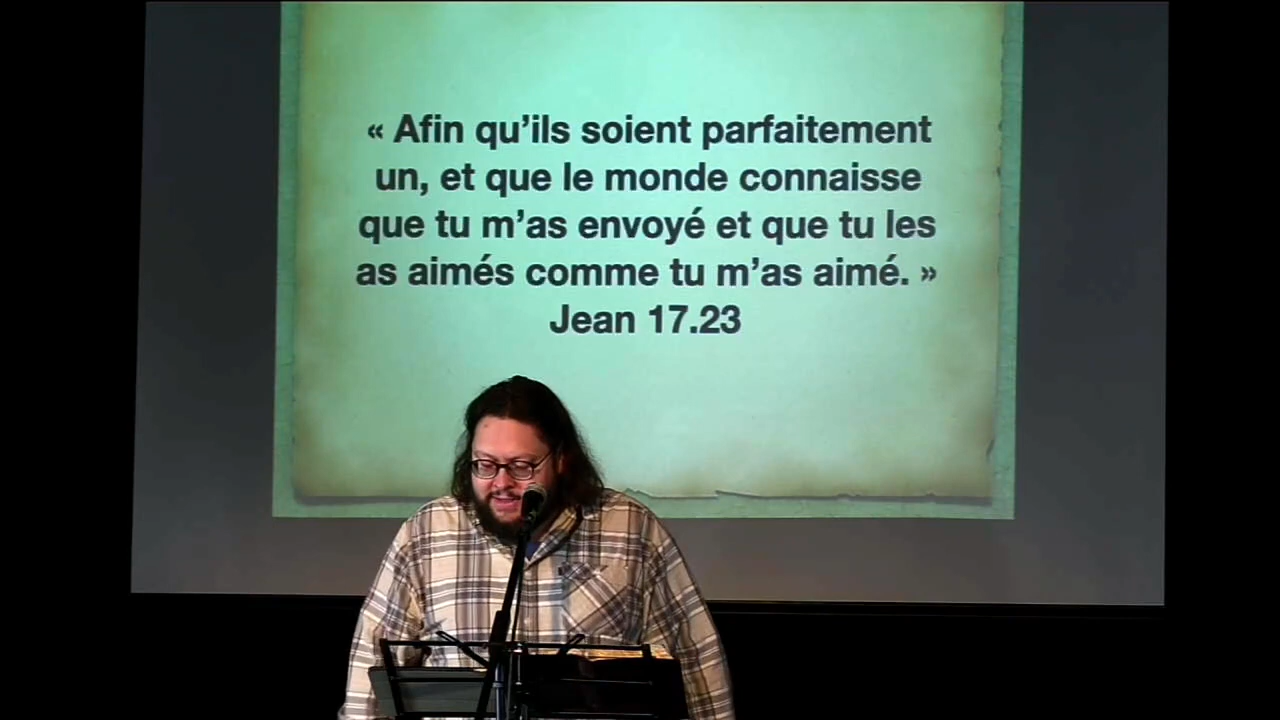 « Afin qu’ils soient parfaitement
un, et que le monde connaisse
que tu m’as envoyé et que tu les
as aimés comme tu m’as aimé. »
Jean 17.23